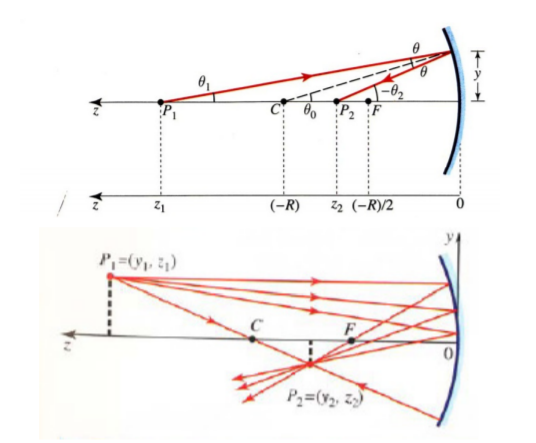 θ
θ₁
θ
y
−θ₂
z
P₁
C
θ₀
P₂
F
z
z₁
(−R)
z₂
(−R)/2
0
y
P₁=(y₁, z₁)
C
F
z
0
P₂=(y₂, z₂)